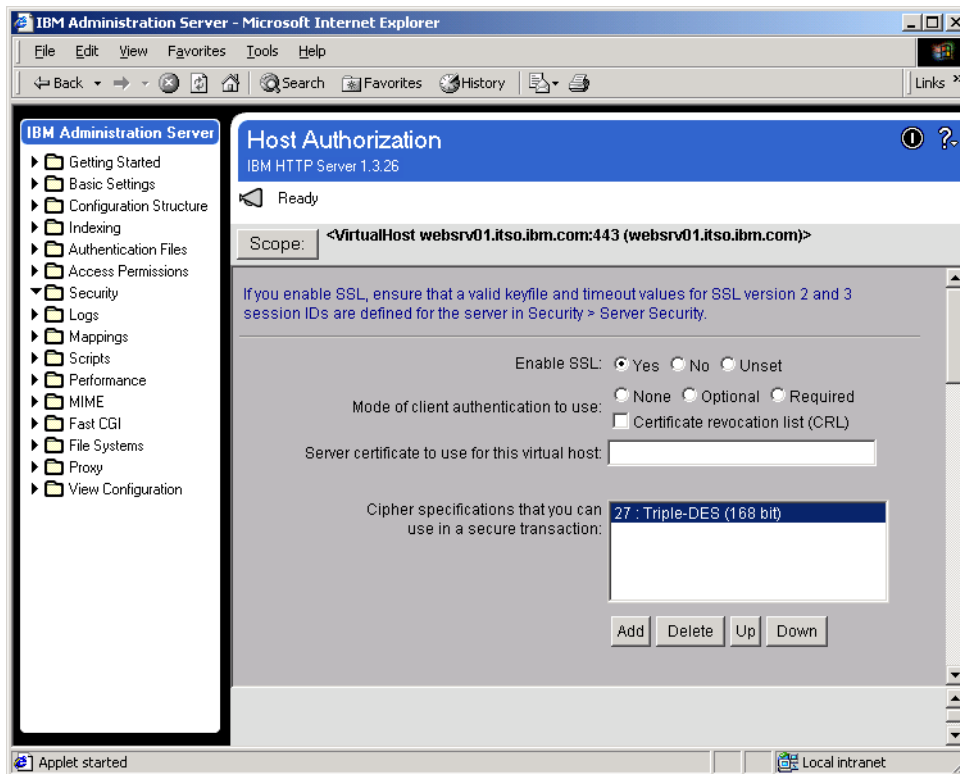 IBM Administration Server - Microsoft Internet Explorer
File Edit View Favorites Tools Help
Back Search Favorites History Links »
IBM Administration Server
Getting Started
Basic Settings
Configuration Structure
Indexing
Authentication Files
Access Permissions
Security
Logs
Mappings
Scripts
Performance
MIME
Fast CGI
File Systems
Proxy
View Configuration
Host Authorization
IBM HTTP Server 1.3.26
Ready
Scope: <VirtualHost websrv01.itso.ibm.com:443 (websrv01.itso.ibm.com)>
If you enable SSL, ensure that a valid keyfile and timeout values for SSL version 2 and 3
session IDs are defined for the server in Security > Server Security.
Enable SSL: Yes No Unset
Mode of client authentication to use: None Optional Required
Certificate revocation list (CRL)
Server certificate to use for this virtual host:
Cipher specifications that you can
use in a secure transaction:
27 : Triple-DES (168 bit)
Add Delete Up Down
Applet started Local intranet